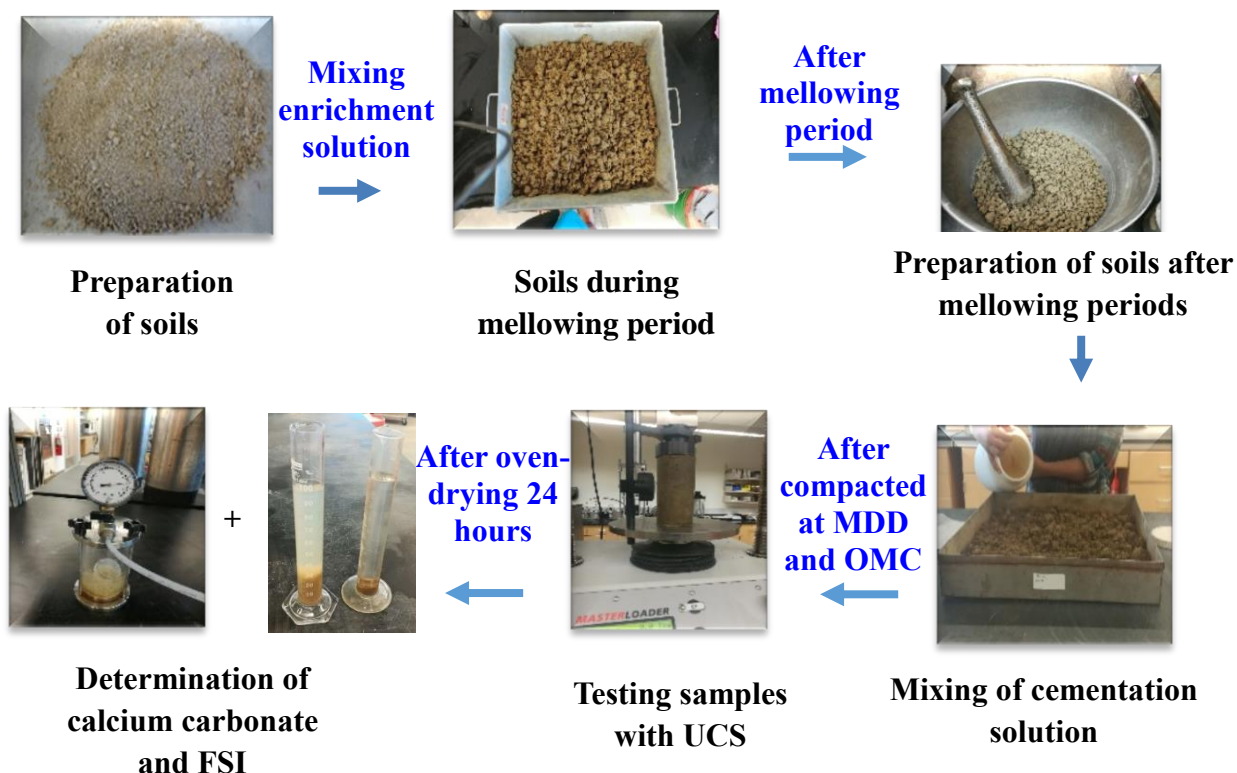 Mixing
enrichment
solution
After
mellowing
period
Preparation
of soils
Soils during
mellowing period
Preparation of soils after
mellowing periods
+
After oven-
drying 24
hours
After
compacted
at MDD
and OMC
MASTERLOADER
Determination of
calcium carbonate
and FSI
Testing samples
with UCS
Mixing of cementation
solution